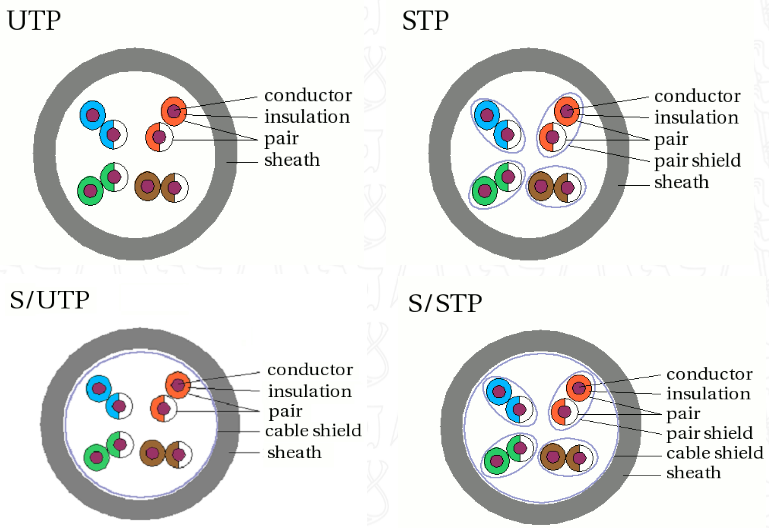 UTP
conductor
insulation
pair
sheath
STP
conductor
insulation
pair
pair shield
sheath
S/UTP
conductor
insulation
pair
cable shield
sheath
S/STP
conductor
insulation
pair
pair shield
cable shield
sheath